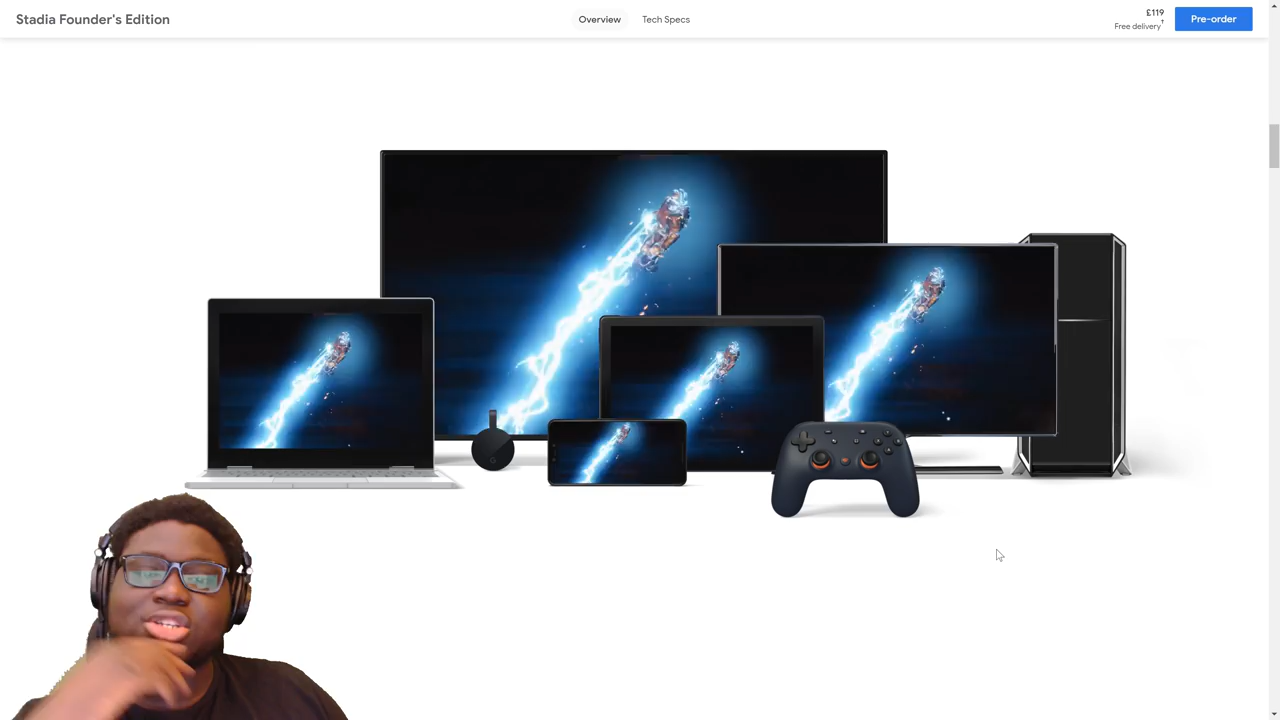 Stadia Founder's Edition
Overview
Tech Specs
£119
Free delivery†
Pre-order